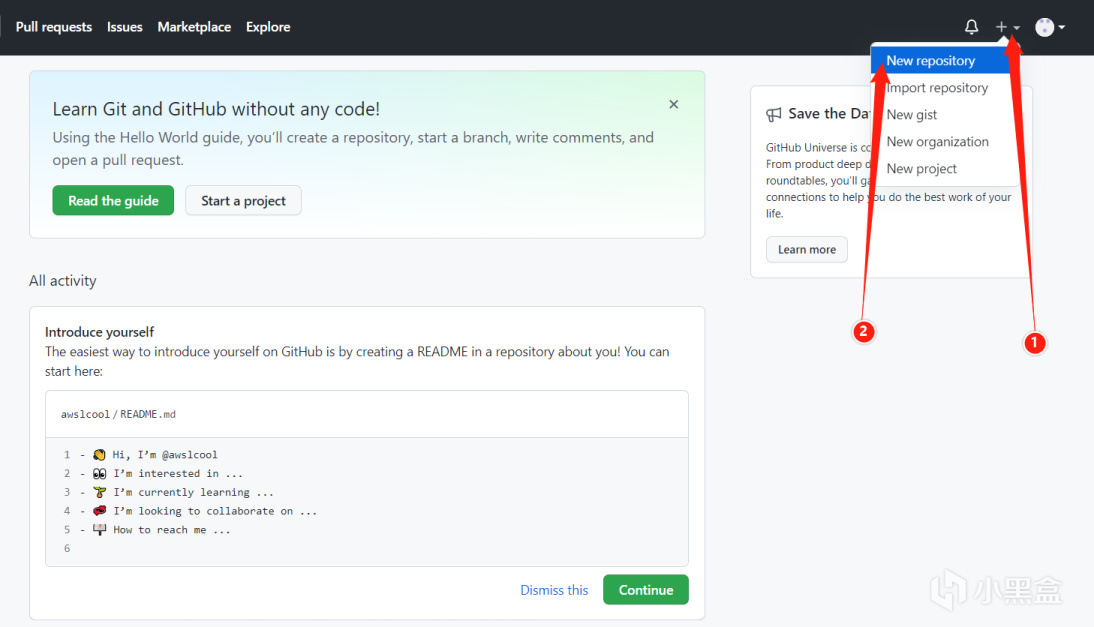 Pull requests Issues Marketplace Explore
New repository
Import repository
New gist
New organization
New project
Learn Git and GitHub without any code!
Using the Hello World guide, you’ll create a repository, start a branch, write comments, and
open a pull request.
Read the guide Start a project
Save the Da
GitHub Universe is co
From product deep d
roundtables, you’ll ga
connections to help you do the best work of your
life.
Learn more
2
1
All activity
Introduce yourself
The easiest way to introduce yourself on GitHub is by creating a README in a repository about you! You can
start here:
awslcool/README.md
1 - 👋 Hi, I’m @awslcool
2 - 👀 I’m interested in ...
3 - 🌱 I’m currently learning ...
4 - 💞️ I’m looking to collaborate on ...
5 - 📫 How to reach me ...
6
Dismiss this Continue
小黑盒